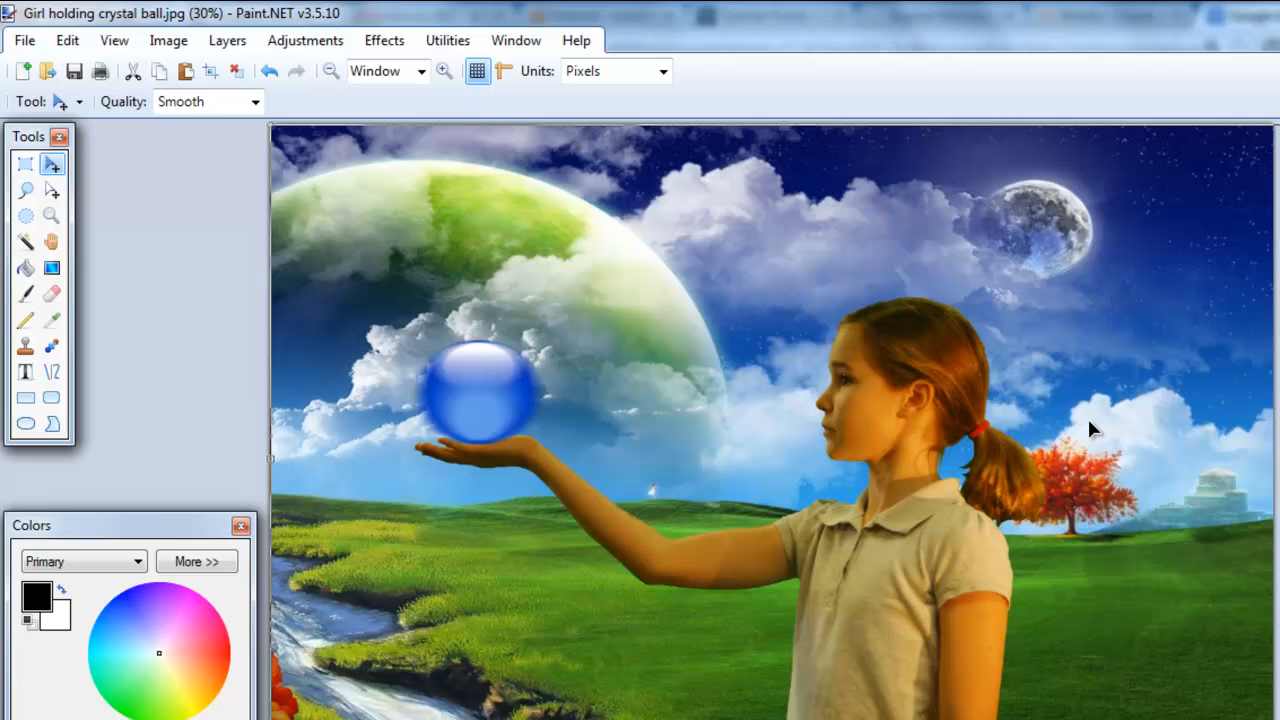 Girl holding crystal ball.jpg (30%) - Paint.NET v3.5.10
File Edit View Image Layers Adjustments Effects Utilities Window Help
Window Units: Pixels
Tool: Quality: Smooth
Tools
Colors
Primary More >>